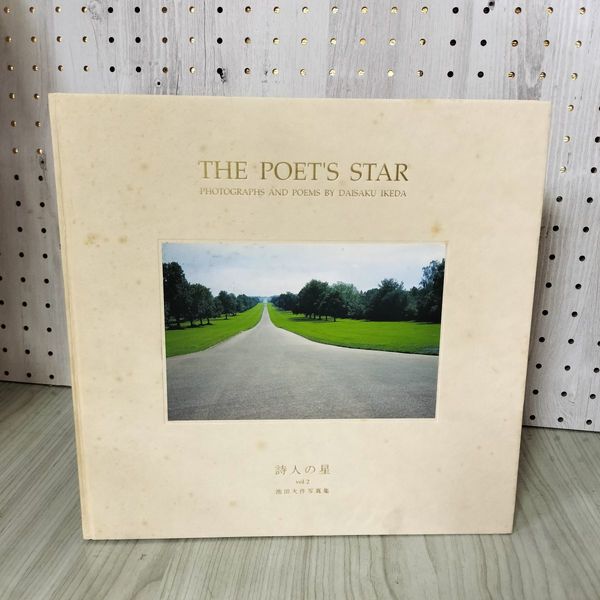 THE POET'S STAR
PHOTOGRAPHS AND POEMS BY DAISAKU IKEDA
詩人の星
vol 2
池田大作写真集